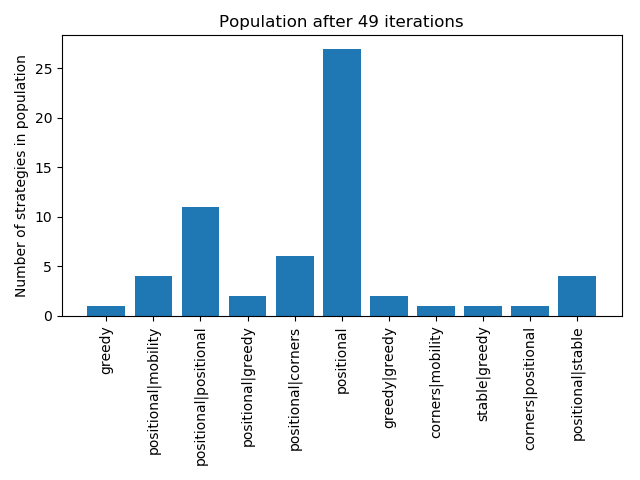 Population after 49 iterations
Number of strategies in population
25
20
15
10
5
0
greedy
positional|mobility
positional|positional
positional|greedy
positional|corners
positional
greedy|greedy
corners|mobility
stable|greedy
corners|positional
positional|stable